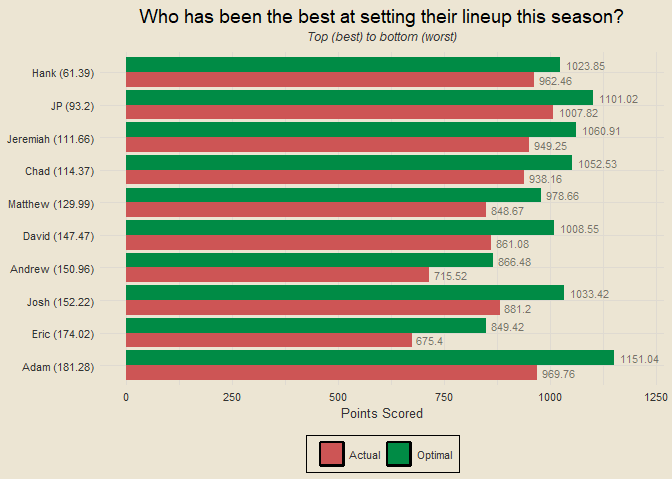 Who has been the best at setting their lineup this season?
Top (best) to bottom (worst)
Hank (61.39)
1023.85
962.46
JP (93.2)
1101.02
1007.82
Jeremiah (111.66)
1060.91
949.25
Chad (114.37)
1052.53
938.16
Matthew (129.99)
978.66
848.67
David (147.47)
1008.55
861.08
Andrew (150.96)
866.48
715.52
Josh (152.22)
1033.42
881.2
Eric (174.02)
849.42
675.4
Adam (181.28)
1151.04
969.76
0 250 500 750 1000 1250
Points Scored
Actual Optimal